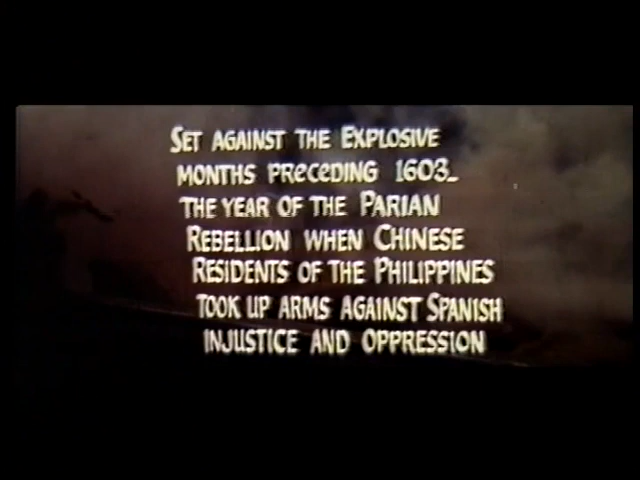 Set against the Explosive
months preceding 1603_
the year of the Parian
Rebellion when Chinese
Residents of the Philippines
took up arms against Spanish
injustice and oppression